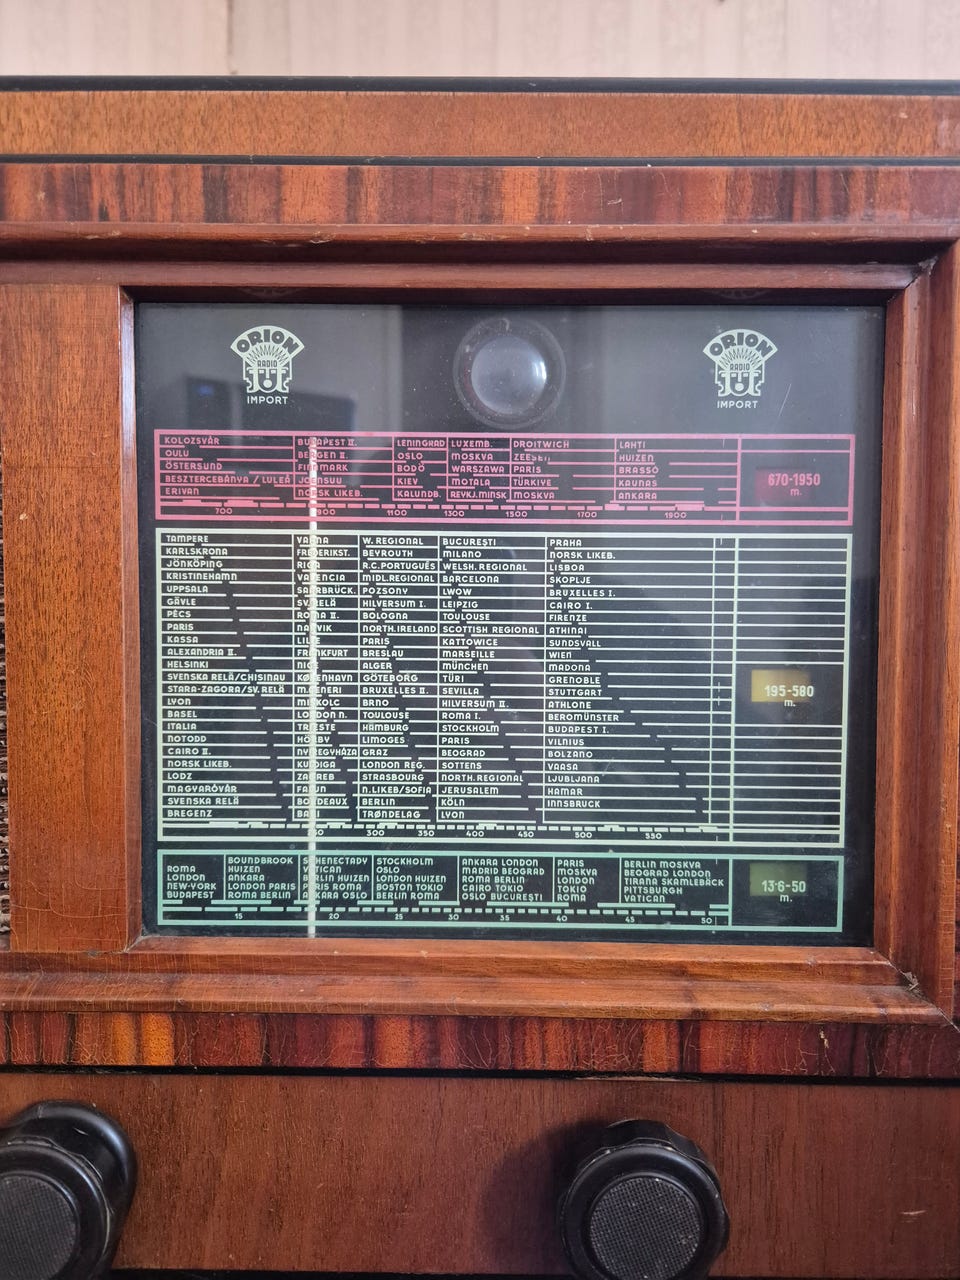 ORION ORION
RADIO RADIO
IMPORT IMPORT
KOLOZSVÁR BUDAPEST II. LENINGRAD LUXEMB. DROITWICH LAHTI
OULU BERGEN II. OSLO MOSKVA ZEESEN HUIZEN
ÖSTERSUND FINNMARK BODÖ WARSZAWA PARIS BRASSÓ
BESZTERCEBÁNYA / LULEÅ JOENSUU KIEV MOTALA TÜRKIYE KAUNAS
ERIVAN NORSK LIKEB. KALUNDB. REYKJ.MINSK MOSKVA ANKARA
670-1950
m.
700 900 1100 1300 1500 1700 1900
TAMPERE VARNA W.REGIONAL BUCUREŞTI PRAHA
KARLSKRONA FREDERIKST. BEYROUTH MILANO NORSK LIKEB.
JÖNKÖPING RIGA R.C.PORTUGUÊS WELSH.REGIONAL LISBOA
KRISTINEHAMN VALENCIA MIDL.REGIONAL BARCELONA SKOPLJE
UPPSALA SAARBRÜCK. POZSONY LWOW BRUXELLES I.
GÄVLE SV.RELÄ HILVERSUM I. LEIPZIG CAIRO I.
PÉCS ROMA II. BOLOGNA TOULOUSE FIRENZE
PARIS NARVIK NORTH.IRELAND SCOTTISH REGIONAL ATHINAI
KASSA LILLE PARIS KATTOWICE SUNDSVALL
ALEXANDRIA II. FRANKFURT BRESLAU MARSEILLE WIEN
HELSINKI NICE ALGER MÜNCHEN MADONA
SVENSKA RELÄ/CHISINAU KØBENHAVN GÖTEBORG TÜRI GRENOBLE
STARA-ZAGORA/SV.RELÄ M.CENERI BRUXELLES II. SEVILLA STUTTGART
LYON MISKOLC BRNO HILVERSUM II. ATHLONE
BASEL LONDON N. TOULOUSE ROMA I. BEROMÜNSTER
ITALIA TRIESTE HAMBURG STOCKHOLM BUDAPEST I.
NOTODD HÖRBY LIMOGES PARIS VILNIUS
CAIRO II. NYIREGYHÁZA GRAZ BEOGRAD BOLZANO
NORSK LIKEB. KULDIGA LONDON REG. SOTTENS VAASA
LODZ ZAGREB STRASBOURG NORTH.REGIONAL LJUBLJANA
MAGYARÓVÁR FALUN N.LIKEB/SOFIA JERUSALEM HAMAR
SVENSKA RELÄ BORDEAUX BERLIN KÖLN INNSBRUCK
BREGENZ BARI TRØNDELAG LYON
195-580
m.
250 300 350 400 450 500 550
BOUNDBROOK SCHENECTADY STOCKHOLM ANKARA LONDON PARIS BERLIN MOSKVA
ROMA HUIZEN VATICAN OSLO MADRID BEOGRAD MOSKVA BEOGRAD LONDON
LONDON ANKARA BERLIN HUIZEN LONDON HUIZEN ROMA BERLIN LONDON TIRANA SKAMLEBÄCK
NEW-YORK LONDON PARIS PARIS ROMA BOSTON TOKIO CAIRO TOKIO TOKIO PITTSBURGH
BUDAPEST ROMA BERLIN ANKARA OSLO BERLIN ROMA OSLO BUCUREŞTI ROMA VATICAN
13·6-50
m.
15 20 25 30 35 40 45 50